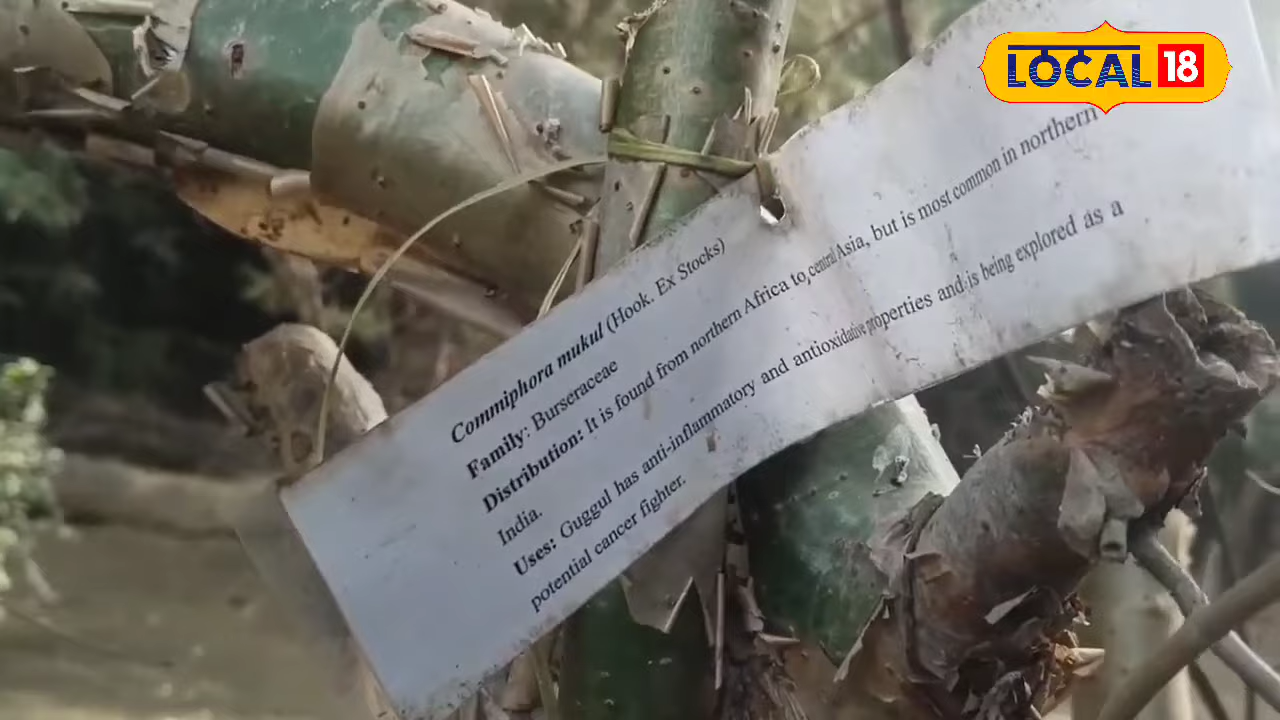 LOCAL 18
Commiphora mukul (Hook. Ex Stocks)
Family: Burseraceae
Distribution: It is found from northern Africa to central Asia, but is most common in northern
India.
Uses: Guggul has anti-inflammatory and antioxidative properties and is being explored as a
potential cancer fighter.